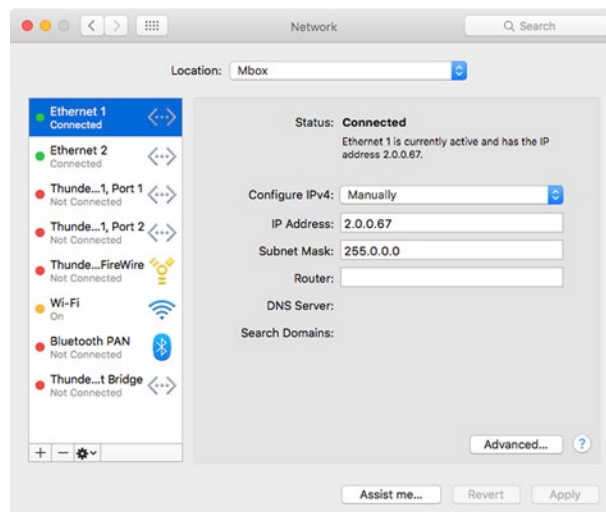 Network
Search
Location: Mbox
Ethernet 1
Connected
Ethernet 2
Connected
Thunde...1, Port 1
Not Connected
Thunde...1, Port 2
Not Connected
Thunde...FireWire
Not Connected
Wi-Fi
On
Bluetooth PAN
Not Connected
Thunde...t Bridge
Not Connected
Status: Connected
Ethernet 1 is currently active and has the IP
address 2.0.0.67.
Configure IPv4: Manually
IP Address: 2.0.0.67
Subnet Mask: 255.0.0.0
Router:
DNS Server:
Search Domains:
Advanced... ?
Assist me... Revert Apply